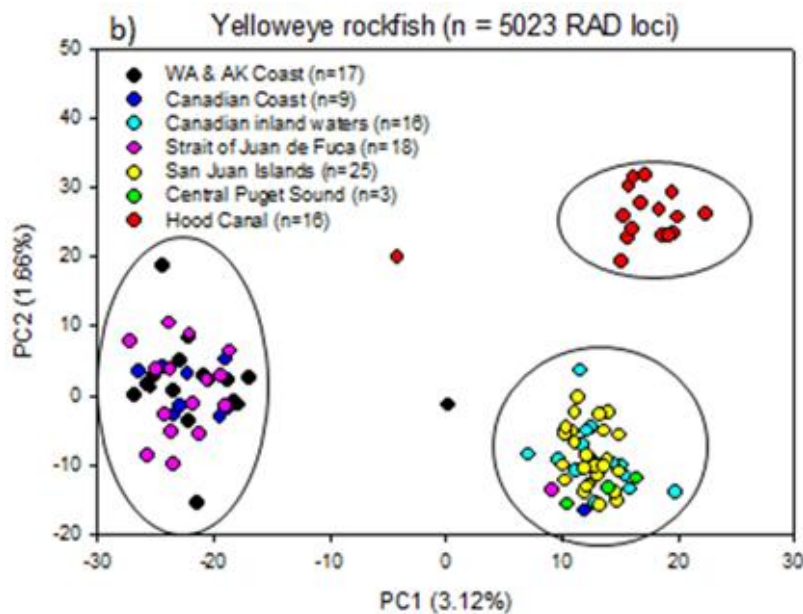 b) Yelloweye rockfish (n = 5023 RAD loci)
50
40
30
20
10
0
-10
-20
PC2 (1.66%)
WA & AK Coast (n=17)
Canadian Coast (n=9)
Canadian inland waters (n=16)
Strait of Juan de Fuca (n=18)
San Juan Islands (n=25)
Central Puget Sound (n=3)
Hood Canal (n=16)
-30 -20 -10 0 10 20 30
PC1 (3.12%)